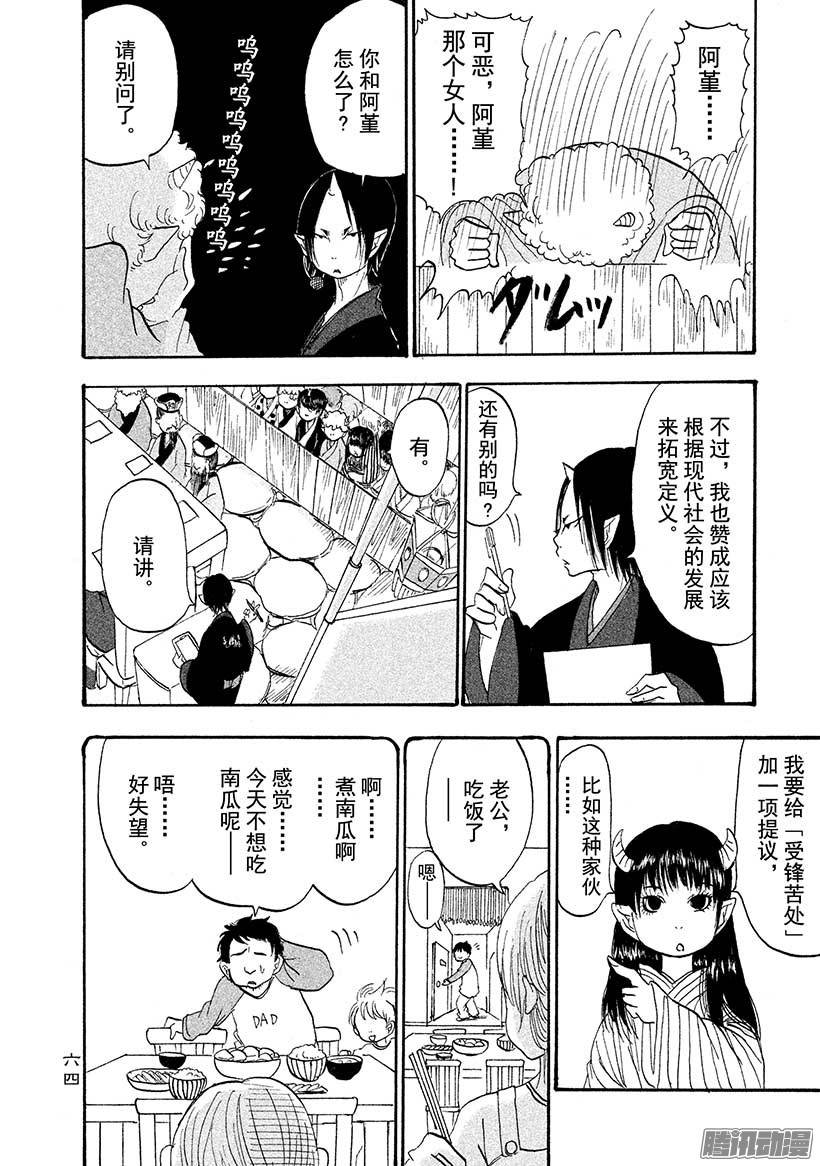 阿堇……
可恶，阿堇
那个女人……！
ダムッ
你和阿堇
怎么了？
呜呜呜呜呜呜呜呜呜
请别问了。
不过，我也赞成应该
根据现代社会的发展
来拓宽定义。
还有别的吗？
有。
请讲。
我要给「受锋苦处」
加一项提议，
比如这种家伙
……
老公，
吃饭了
——
嗯—
啊……
……
煮南瓜啊
感觉……
今天不想吃
南瓜呢——
唔……
好失望。
DAD
六四
腾讯动漫